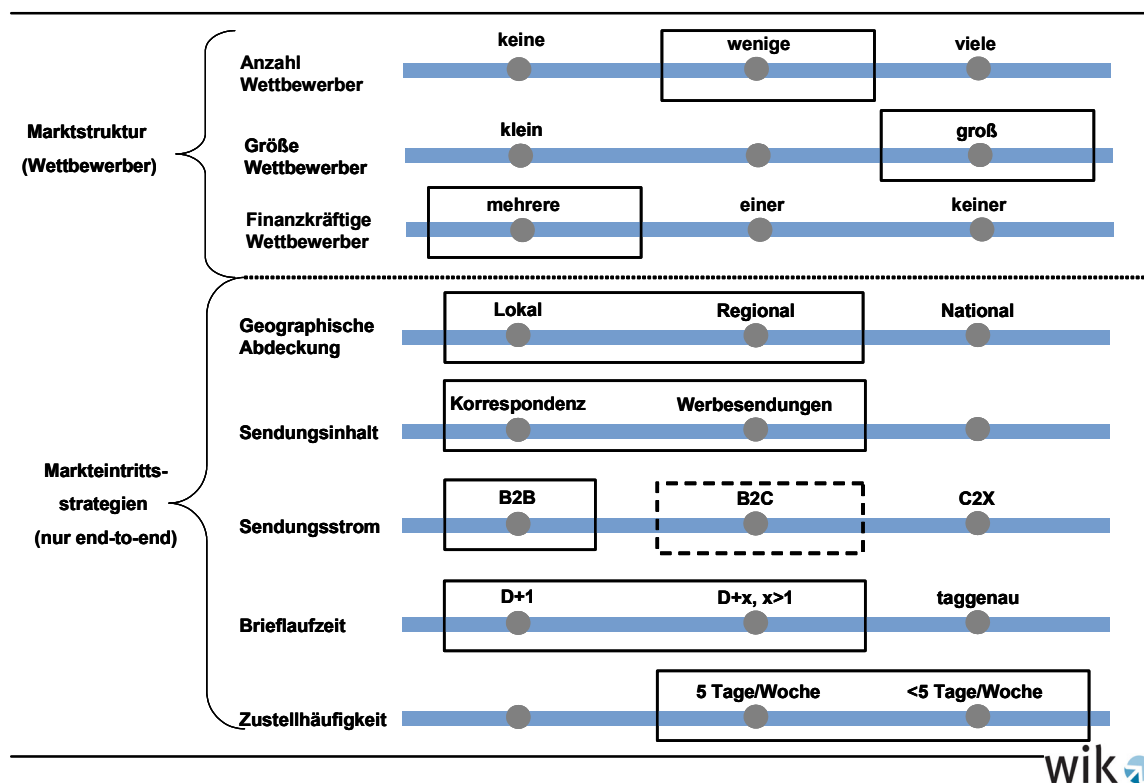 keine wenige viele
Anzahl
Wettbewerber
Marktstruktur
(Wettbewerber)
klein groß
Größe
Wettbewerber
mehrere einer keiner
Finanzkräftige
Wettbewerber
Lokal Regional National
Geographische
Abdeckung
Korrespondenz Werbesendungen
Sendungsinhalt
Markteintritts-
strategien
(nur end-to-end)
B2B B2C C2X
Sendungsstrom
D+1 D+x, x>1 taggenau
Brieflaufzeit
5 Tage/Woche <5 Tage/Woche
Zustellhäufigkeit
wik